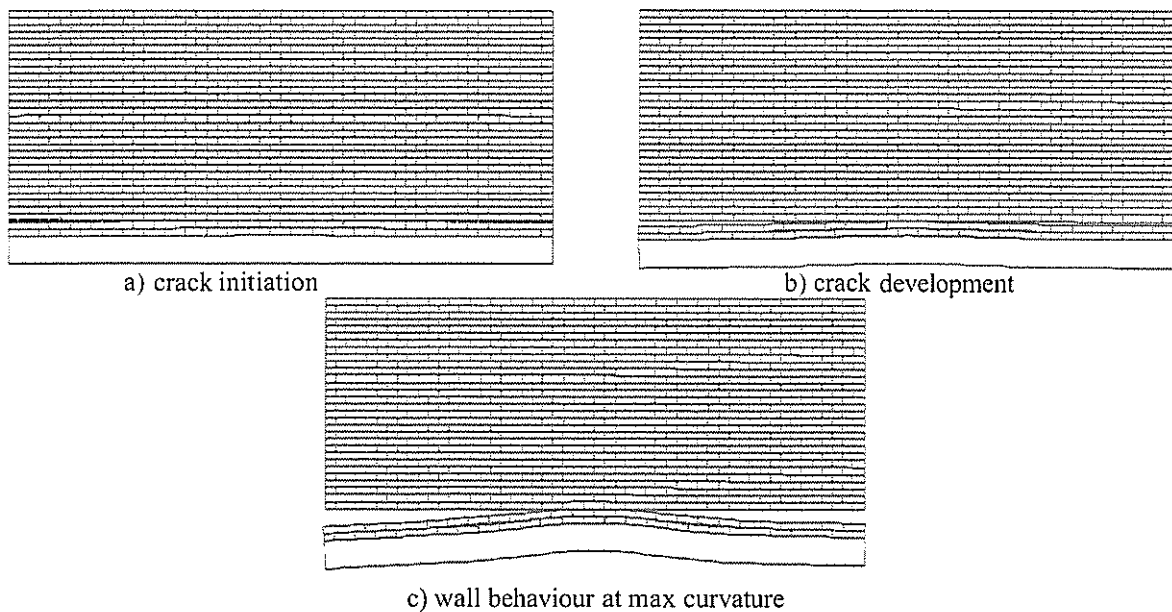 a) crack initiation
b) crack development
c) wall behaviour at max curvature